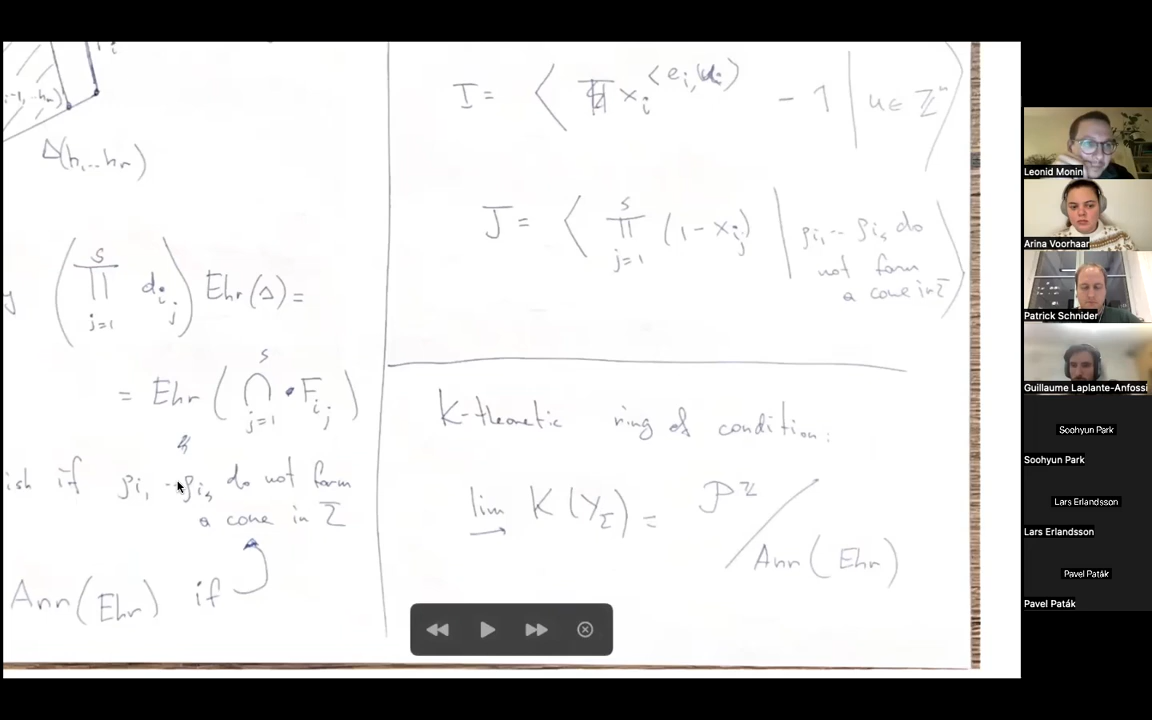 Δ(h₁...hₙ)
( ∏_{j=1}^{s} d_{i_j} ) Ehr(Δ) =
= Ehr ( ⋂_{j=1}^{s} F_{i_j} )
ish if ρ_{i_1} ... ρ_{i_s} do not form
a cone in Σ
Ann(Ehr) if
I = ⟨ ∏ x_i^{⟨e_i, u⟩} - 1 | u ∈ ℤⁿ ⟩
J = ⟨ ∏_{j=1}^{s} (1 - x_{i_j}) | ρ_{i_1} ... ρ_{i_s} do
not form
a cone in Σ ⟩
K-theoretic ring of condition:
lim K(Y_Σ) = 𝒫^ℤ / Ann(Ehr)
Leonid Monin
Arina Voorhaar
Patrick Schnider
Guillaume Laplante-Anfossi
Soohyun Park
Soohyun Park
Lars Erlandsson
Lars Erlandsson
Pavel Paták
Pavel Paták